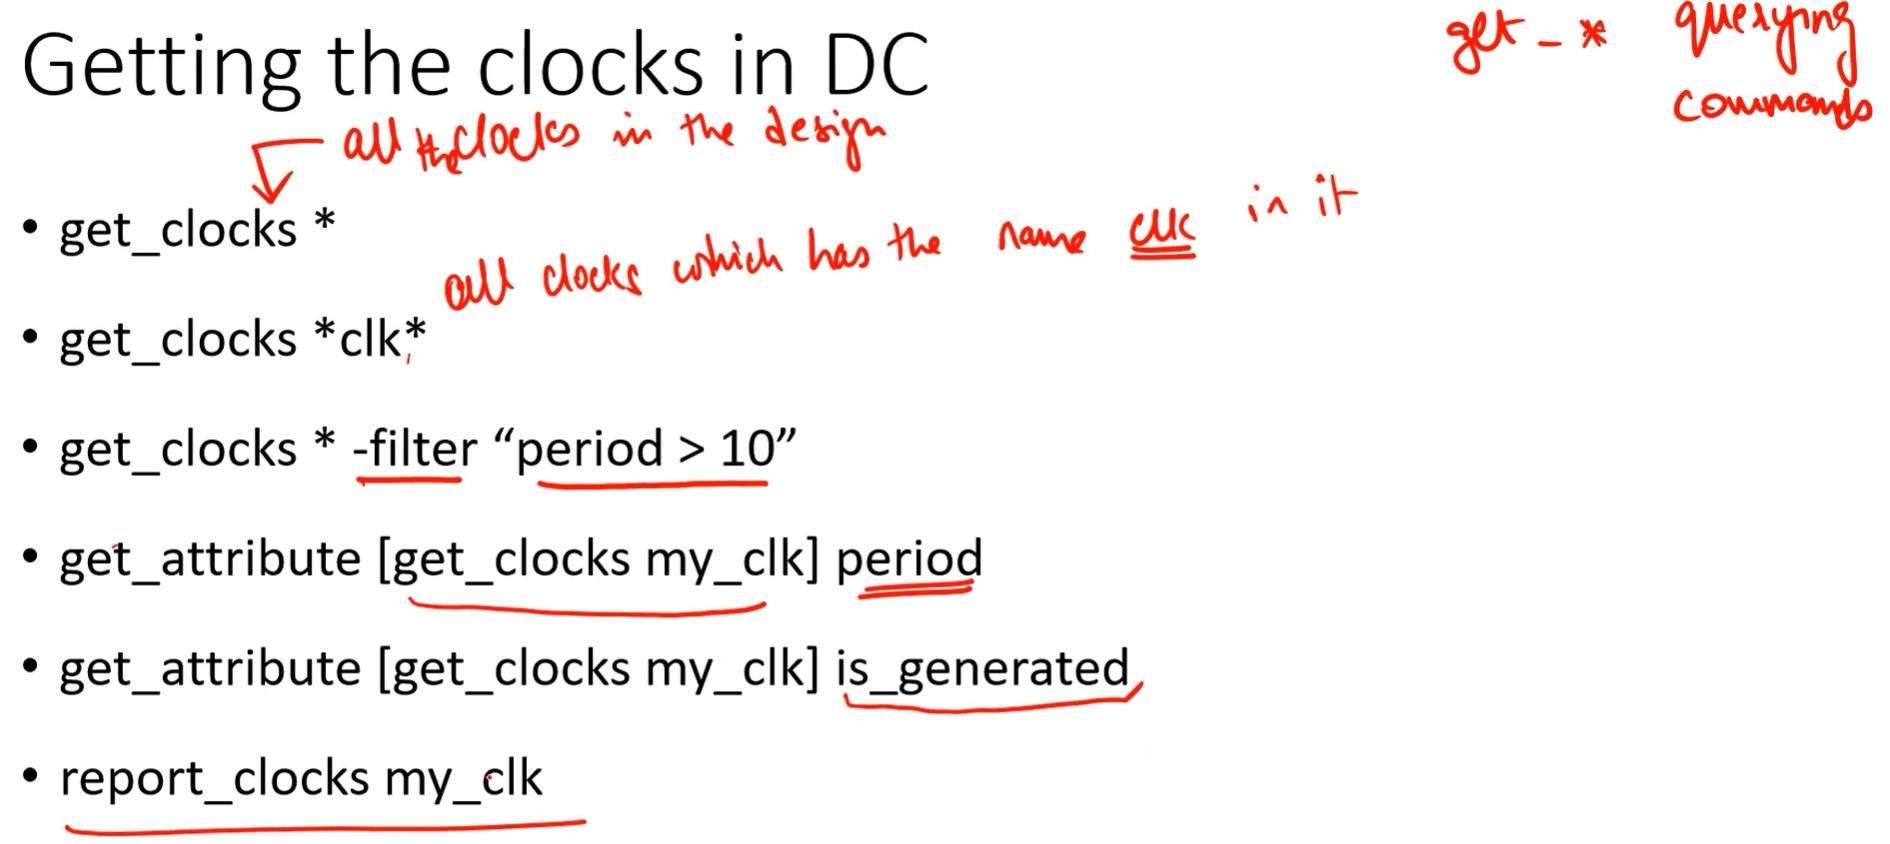 Getting the clocks in DC
get_* querying
commands
all the clocks in the design
• get_clocks *
all clocks which has the name clk in it
• get_clocks *clk*
• get_clocks * -filter “period > 10”
• get_attribute [get_clocks my_clk] period
• get_attribute [get_clocks my_clk] is_generated
• report_clocks my_clk